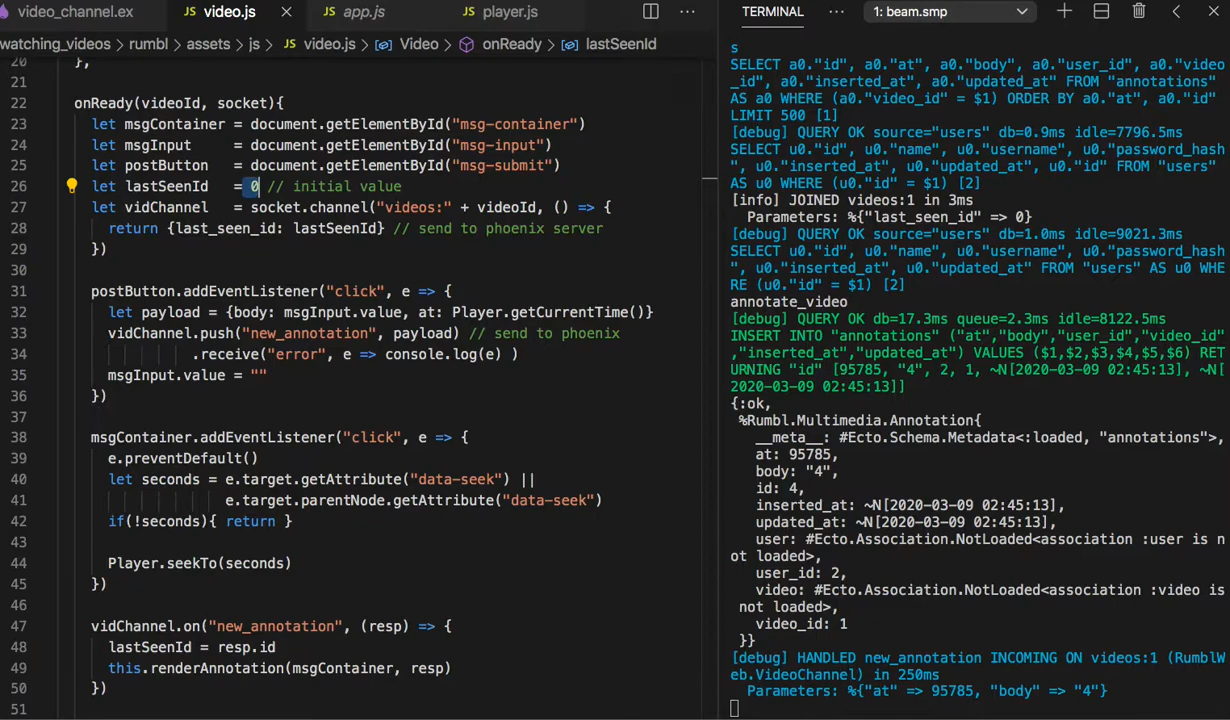 video_channel.ex
JS video.js
JS app.js
JS player.js
watching_videos › rumbl › assets › js › JS video.js › Video › onReady › lastSeenId
20 },
21
22 onReady(videoId, socket){
23 let msgContainer = document.getElementById("msg-container")
24 let msgInput     = document.getElementById("msg-input")
25 let postButton   = document.getElementById("msg-submit")
26 let lastSeenId   = 0 // initial value
27 let vidChannel   = socket.channel("videos:" + videoId, () => {
28 return {last_seen_id: lastSeenId} // send to phoenix server
29 })
30
31 postButton.addEventListener("click", e => {
32 let payload = {body: msgInput.value, at: Player.getCurrentTime()}
33 vidChannel.push("new_annotation", payload) // send to phoenix
34 .receive("error", e => console.log(e) )
35 msgInput.value = ""
36 })
37
38 msgContainer.addEventListener("click", e => {
39 e.preventDefault()
40 let seconds = e.target.getAttribute("data-seek") ||
41 e.target.parentNode.getAttribute("data-seek")
42 if(!seconds){ return }
43
44 Player.seekTo(seconds)
45 })
46
47 vidChannel.on("new_annotation", (resp) => {
48 lastSeenId = resp.id
49 this.renderAnnotation(msgContainer, resp)
50 })
51
TERMINAL
1: beam.smp
s
SELECT a0."id", a0."at", a0."body", a0."user_id", a0."video
_id", a0."inserted_at", a0."updated_at" FROM "annotations"
AS a0 WHERE (a0."video_id" = $1) ORDER BY a0."at", a0."id"
LIMIT 500 [1]
[debug] QUERY OK source="users" db=0.9ms idle=7796.5ms
SELECT u0."id", u0."name", u0."username", u0."password_hash
", u0."inserted_at", u0."updated_at", u0."id" FROM "users"
AS u0 WHERE (u0."id" = $1) [2]
[info] JOINED videos:1 in 3ms
Parameters: %{"last_seen_id" => 0}
[debug] QUERY OK source="users" db=1.0ms idle=9021.3ms
SELECT u0."id", u0."name", u0."username", u0."password_hash
", u0."inserted_at", u0."updated_at" FROM "users" AS u0 WHE
RE (u0."id" = $1) [2]
annotate_video
[debug] QUERY OK db=17.3ms queue=2.3ms idle=8122.5ms
INSERT INTO "annotations" ("at","body","user_id","video_id"
,"inserted_at","updated_at") VALUES ($1,$2,$3,$4,$5,$6) RET
URNING "id" [95785, "4", 2, 1, ~N[2020-03-09 02:45:13], ~N[
2020-03-09 02:45:13]]
{:ok,
%Rumbl.Multimedia.Annotation{
__meta__: #Ecto.Schema.Metadata<:loaded, "annotations">,
at: 95785,
body: "4",
id: 4,
inserted_at: ~N[2020-03-09 02:45:13],
updated_at: ~N[2020-03-09 02:45:13],
user: #Ecto.Association.NotLoaded<association :user is n
ot loaded>,
user_id: 2,
video: #Ecto.Association.NotLoaded<association :video is
not loaded>,
video_id: 1
}}
[debug] HANDLED new_annotation INCOMING ON videos:1 (RumblW
eb.VideoChannel) in 250ms
Parameters: %{"at" => 95785, "body" => "4"}